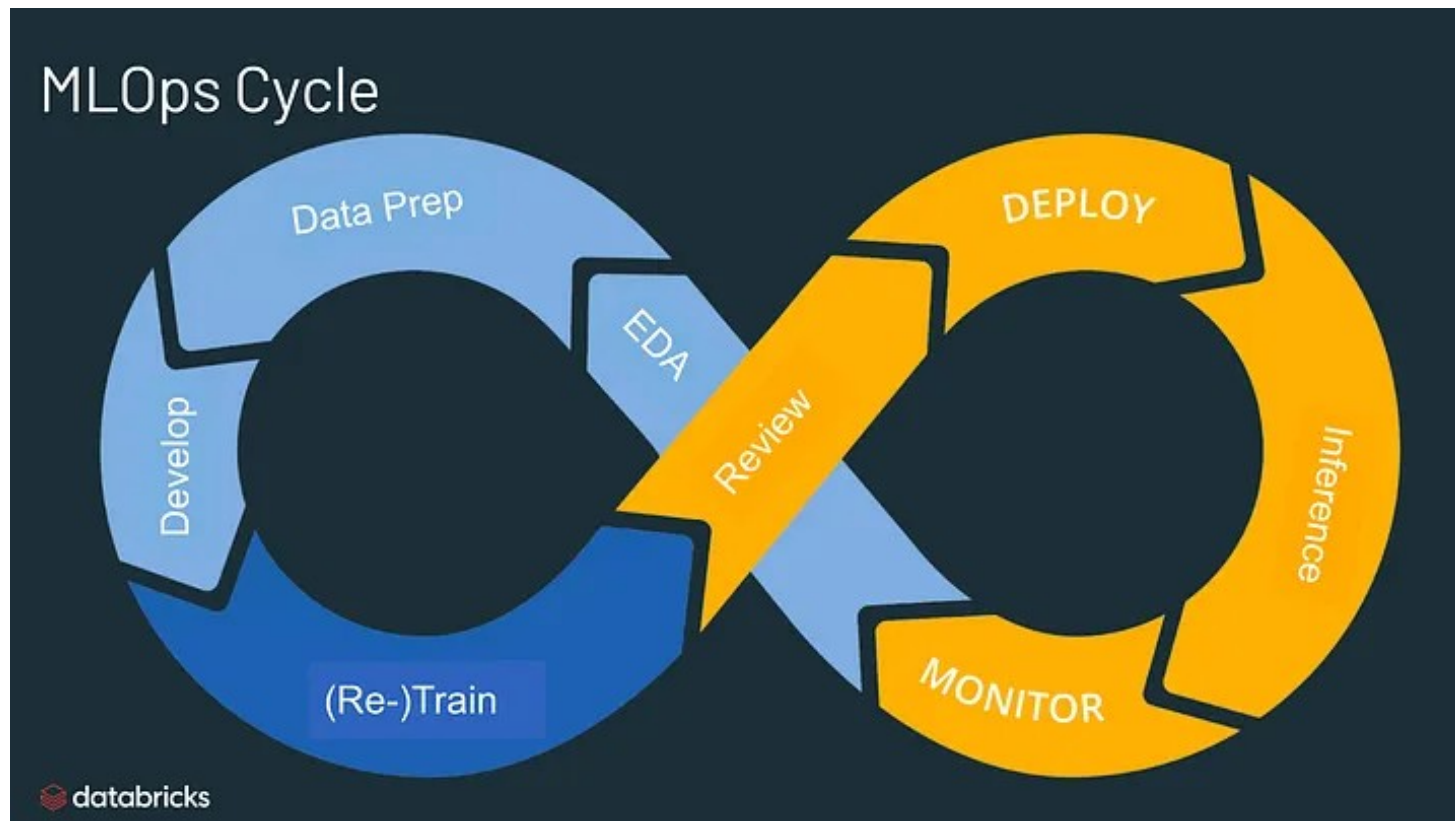 MLOps Cycle
Data Prep
DEPLOY
EDA
Develop
Review
Inference
(Re-)Train
MONITOR
databricks